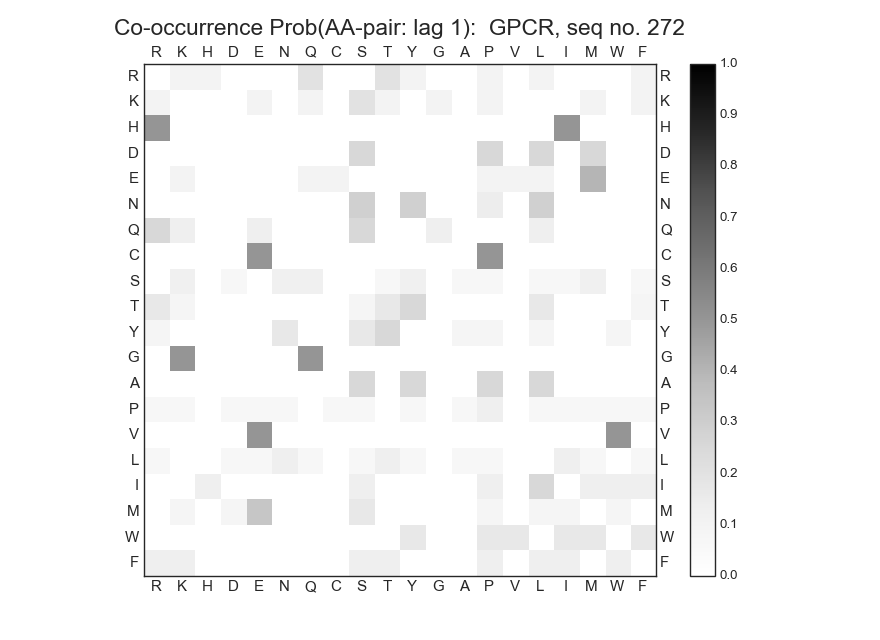 Co-occurrence Prob(AA-pair: lag 1):  GPCR, seq no. 272
R K H D E N Q C S T Y G A P V L I M W F
R R 1.0
K K
H H 0.9
D D
E E 0.8
N N 0.7
Q Q
C C 0.6
S S
T T 0.5
Y Y
G G 0.4
A A
P P 0.3
V V
L L 0.2
I I
M M 0.1
W W
F F 0.0
R K H D E N Q C S T Y G A P V L I M W F